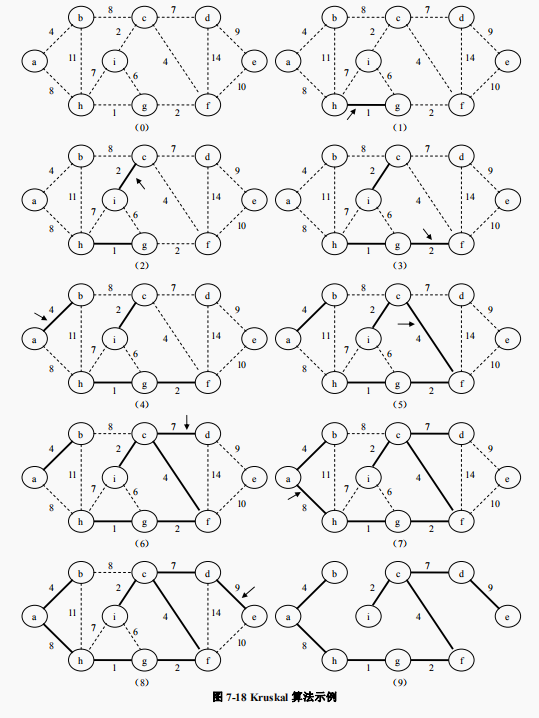 b 8 c 7 d
4 2 9
a 11 i 4 14 e
8 7 6 10
h 1 g 2 f
（0）
b 8 c 7 d
4 2 9
a 11 i 4 14 e
8 7 6 10
h 1 g 2 f
（1）
b 8 c 7 d
4 2 9
a 11 i 4 14 e
8 7 6 10
h 1 g 2 f
（2）
b 8 c 7 d
4 2 9
a 11 i 4 14 e
8 7 6 10
h 1 g 2 f
（3）
b 8 c 7 d
4 2 9
a 11 i 4 14 e
8 7 6 10
h 1 g 2 f
（4）
b 8 c 7 d
4 2 9
a 11 i 4 14 e
8 7 6 10
h 1 g 2 f
（5）
b 8 c 7 d
4 2 9
a 11 i 4 14 e
8 7 6 10
h 1 g 2 f
（6）
b 8 c 7 d
4 2 9
a 11 i 4 14 e
8 7 6 10
h 1 g 2 f
（7）
b 8 c 7 d
4 2 9
a 11 i 4 14 e
8 7 6 10
h 1 g 2 f
（8）
b c 7 d
4 2 9
a i 4 e
8
h 1 g 2 f
（9）
图 7-18 Kruskal 算法示例